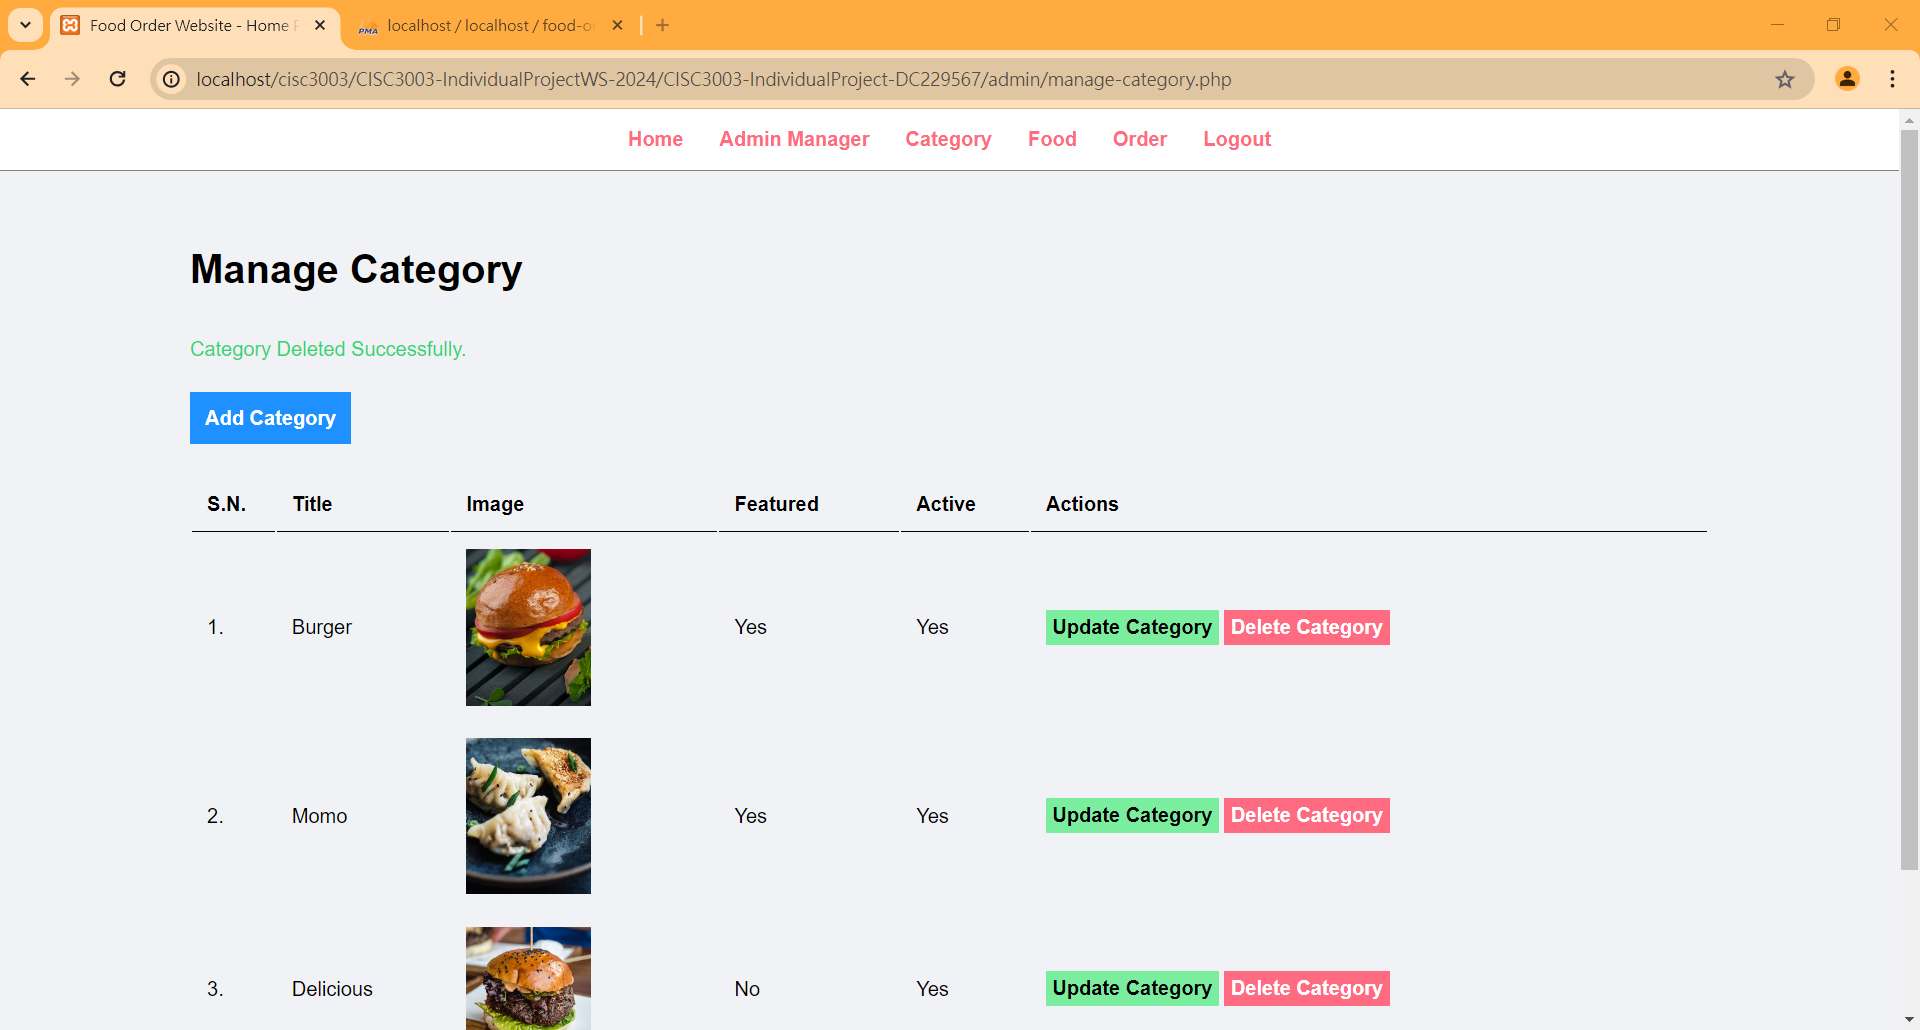 Food Order Website - Home
PMA localhost / localhost / food-o
localhost/cisc3003/CISC3003-IndividualProjectWS-2024/CISC3003-IndividualProject-DC229567/admin/manage-category.php
Home Admin Manager Category Food Order Logout
Manage Category
Category Deleted Successfully.
Add Category
S.N. Title Image Featured Active Actions
1. Burger Yes Yes Update Category Delete Category
2. Momo Yes Yes Update Category Delete Category
3. Delicious No Yes Update Category Delete Category